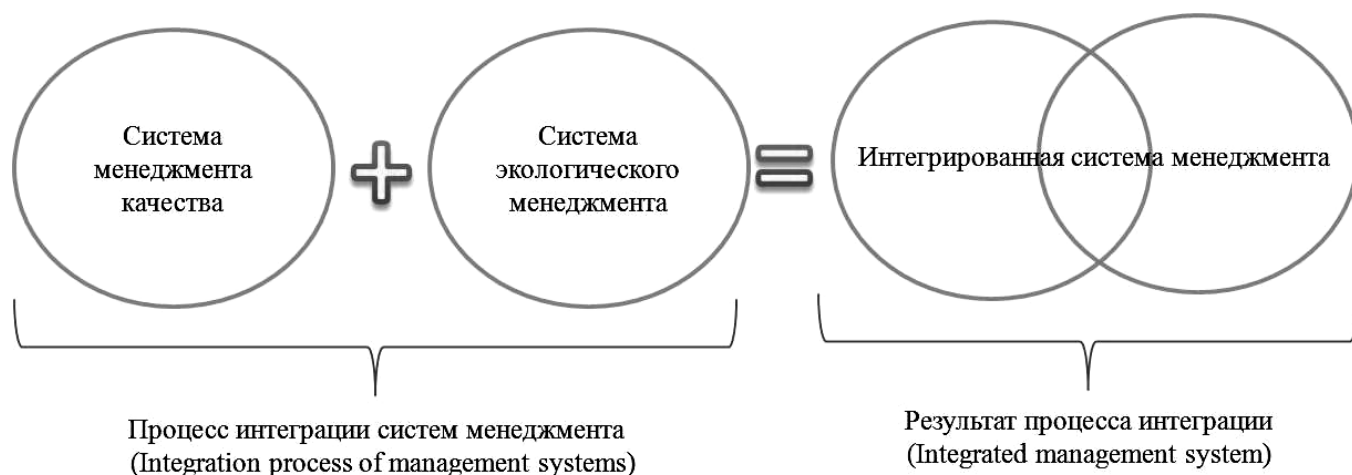 Система
менеджмента
качества
Система
экологического
менеджмента
Интегрированная система менеджмента
Процесс интеграции систем менеджмента
(Integration process of management systems)
Результат процесса интеграции
(Integrated management system)